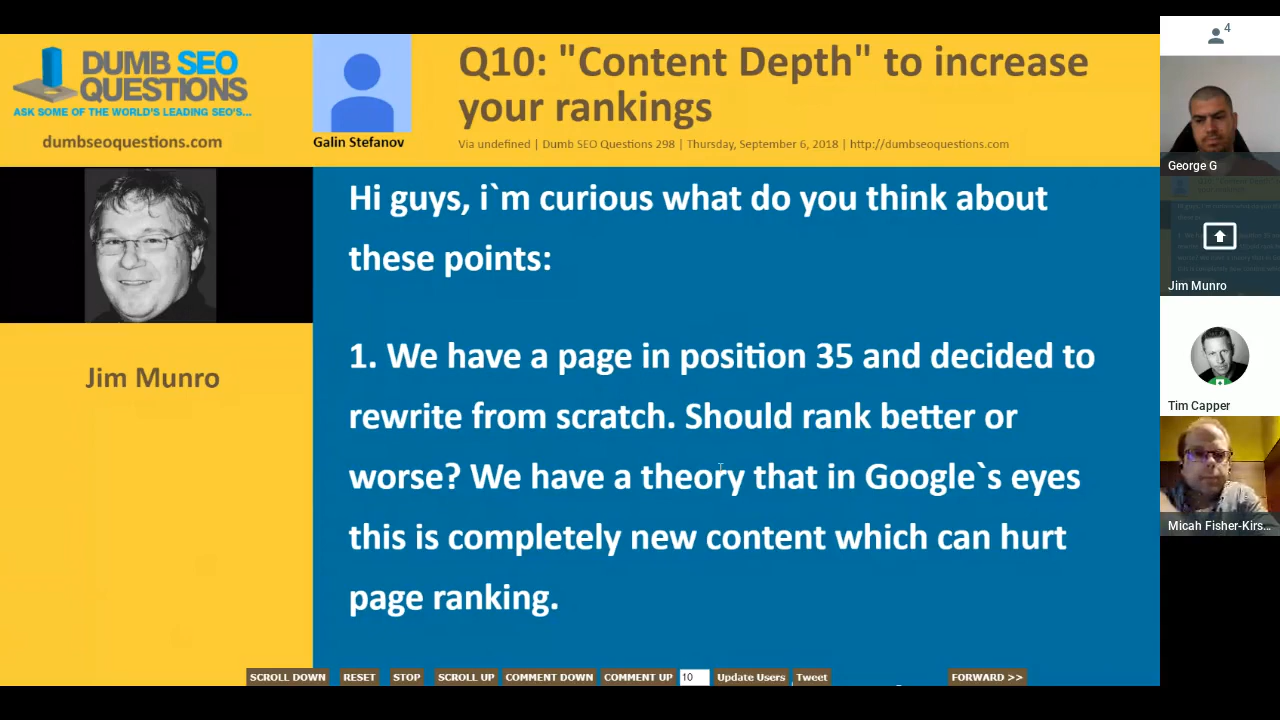 DUMB SEO
QUESTIONS
ASK SOME OF THE WORLD'S LEADING SEO'S...
dumbseoquestions.com
Galin Stefanov
Q10: "Content Depth" to increase
your rankings
Via undefined | Dumb SEO Questions 298 | Thursday, September 6, 2018 | http://dumbseoquestions.com
Jim Munro
Hi guys, i`m curious what do you think about
these points:
1. We have a page in position 35 and decided to
rewrite from scratch. Should rank better or
worse? We have a theory that in Google`s eyes
this is completely new content which can hurt
page ranking.
SCROLL DOWN RESET STOP SCROLL UP COMMENT DOWN COMMENT UP 10 Update Users Tweet FORWARD >>
4
George G
Jim Munro
Tim Capper
Micah Fisher-Kirs...